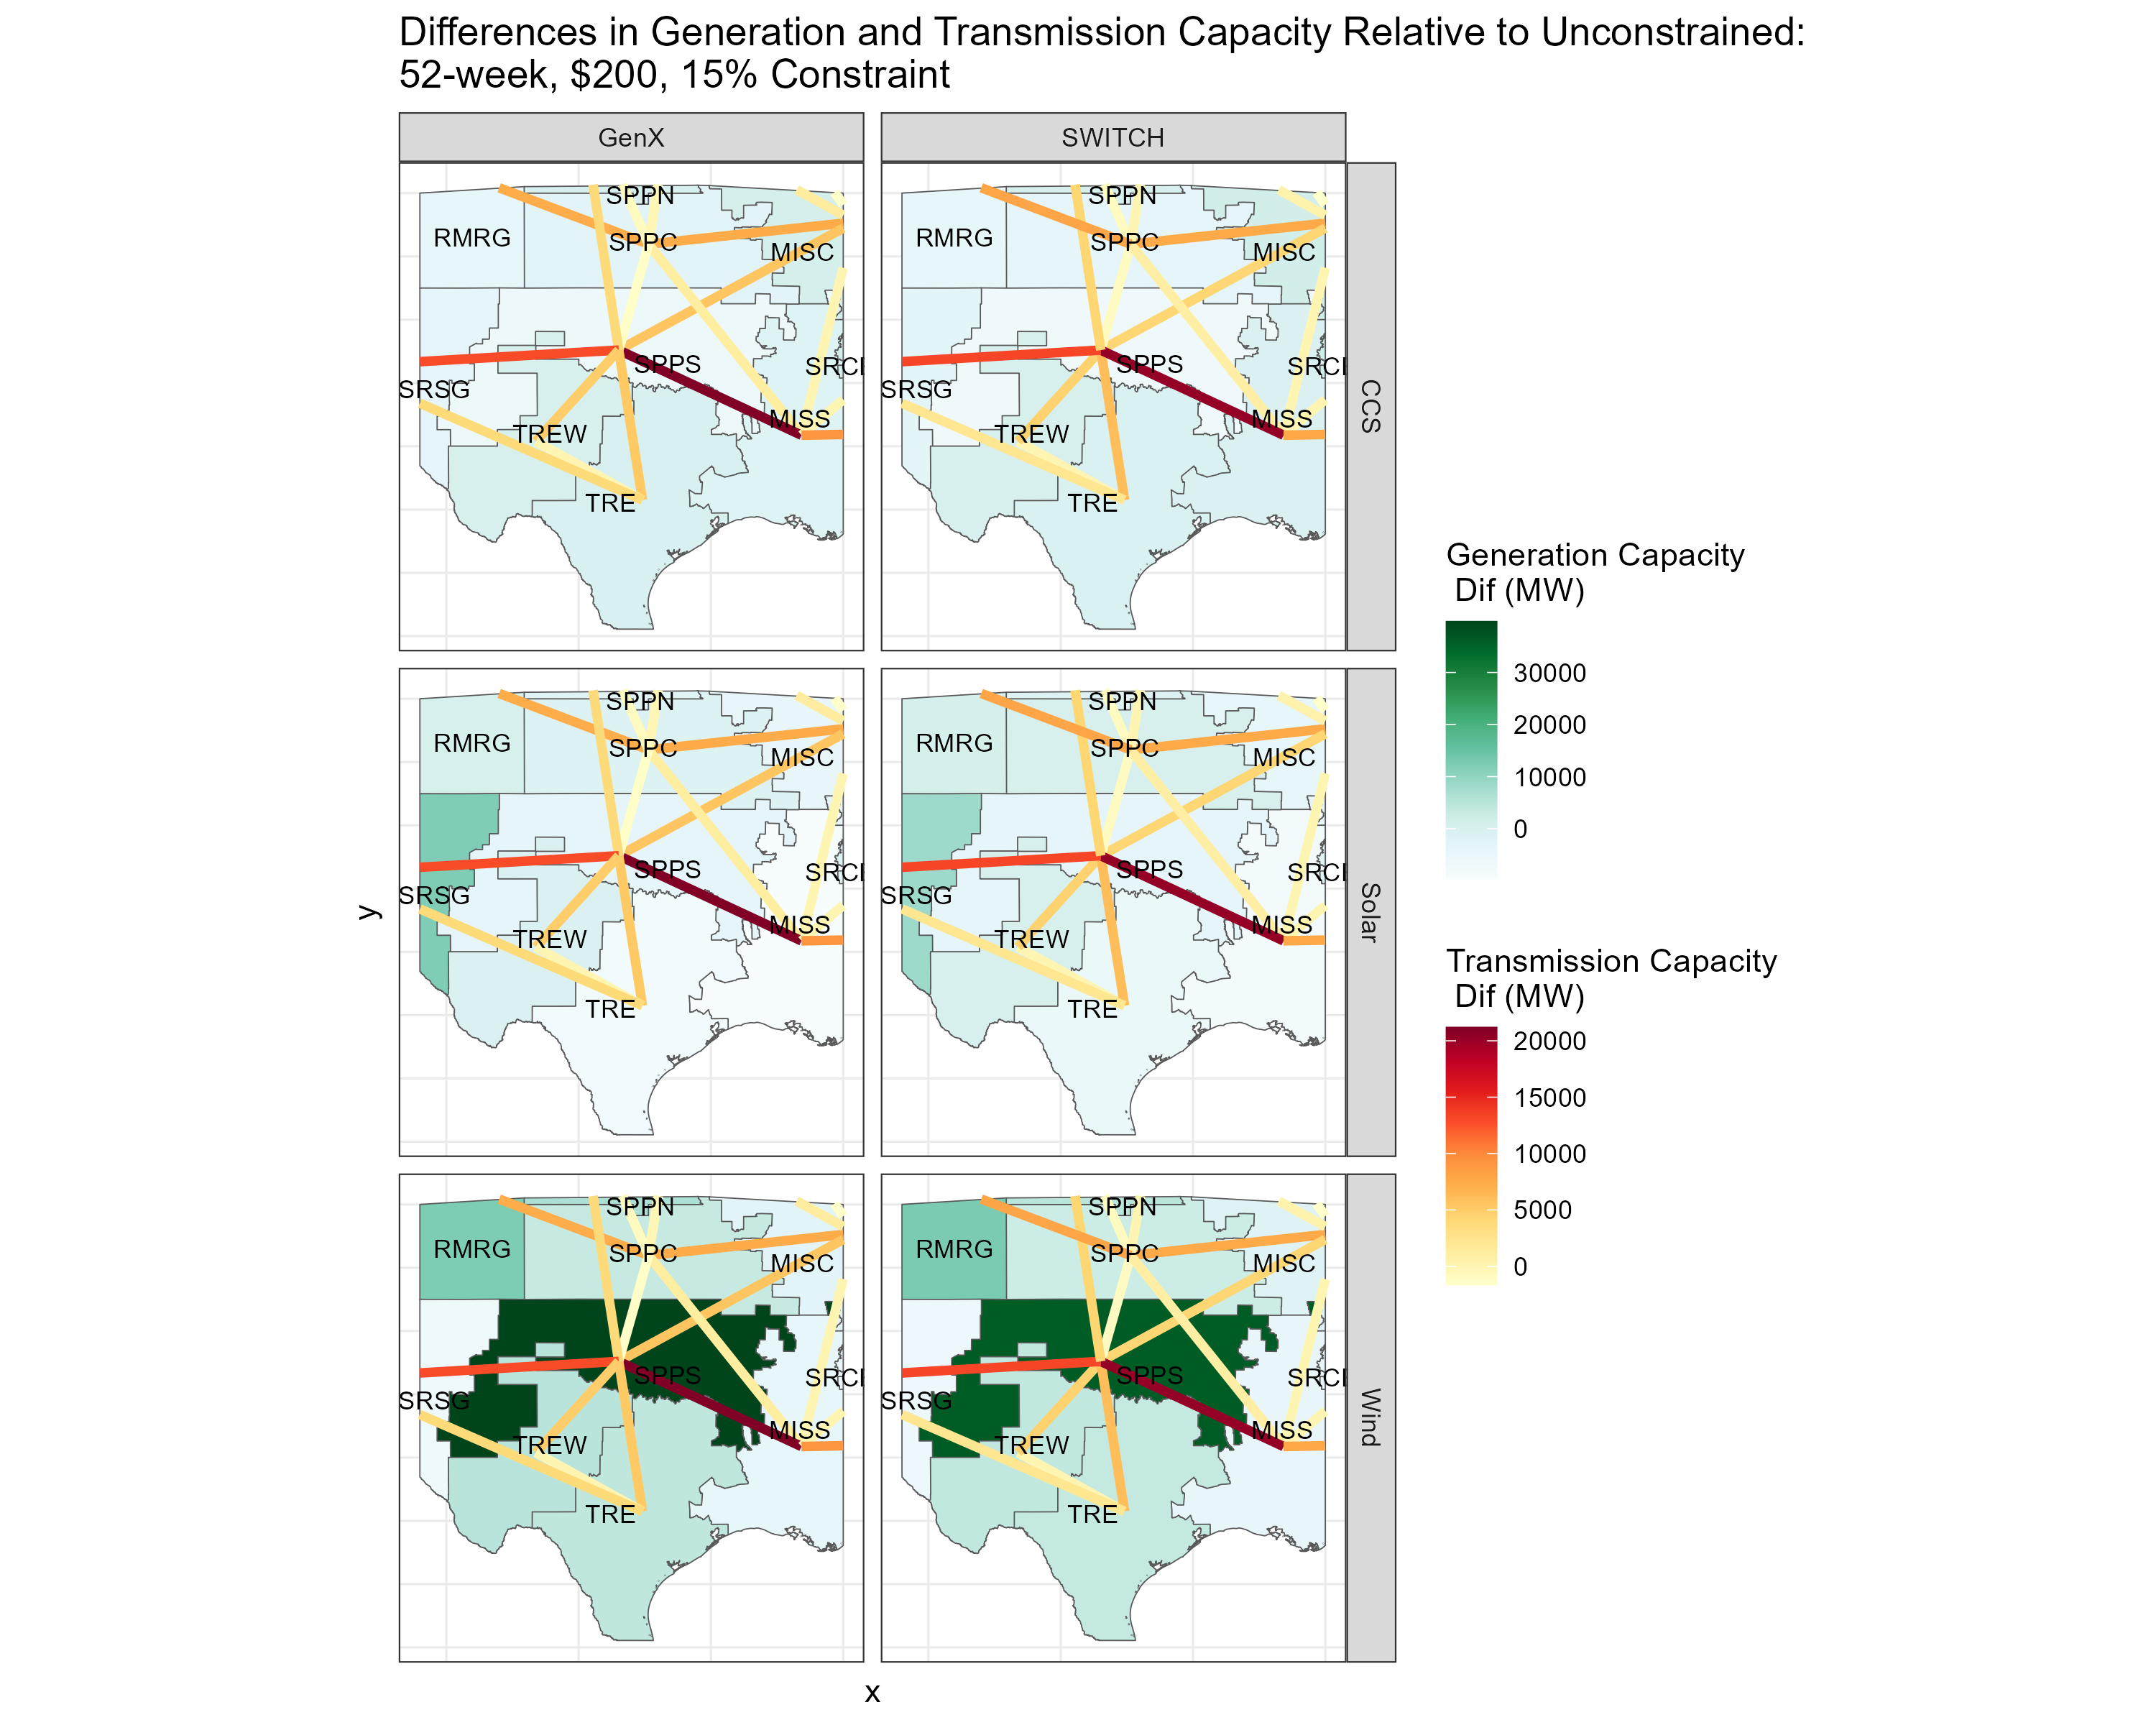 Differences in Generation and Transmission Capacity Relative to Unconstrained:
52-week, $200, 15% Constraint
GenX
SWITCH
SPPN
RMRG
SPPC
MISC
SPPS
SRCI
SRSG
MISS
TREW
TRE
SPPN
RMRG
SPPC
MISC
SPPS
SRCI
SRSG
MISS
TREW
TRE
CCS
SPPN
RMRG
SPPC
MISC
SPPS
SRCI
SRSG
MISS
TREW
TRE
SPPN
RMRG
SPPC
MISC
SPPS
SRCI
SRSG
MISS
TREW
TRE
Solar
SPPN
RMRG
SPPC
MISC
SPPS
SRCI
SRSG
MISS
TREW
TRE
SPPN
RMRG
SPPC
MISC
SPPS
SRCI
SRSG
MISS
TREW
TRE
Wind
y
x
Generation Capacity
Dif (MW)
30000
20000
10000
0
Transmission Capacity
Dif (MW)
20000
15000
10000
5000
0